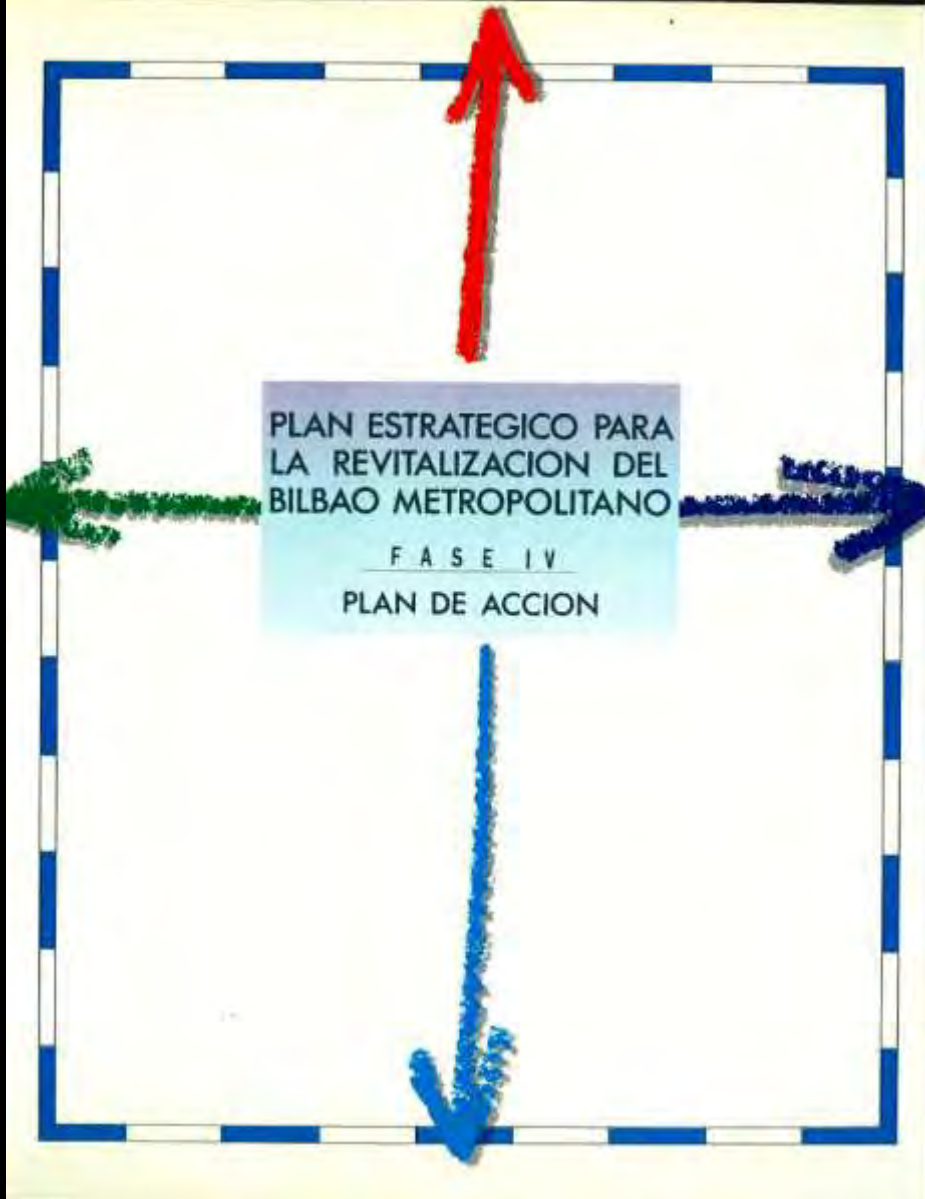 PLAN ESTRATEGICO PARA
LA REVITALIZACION DEL
BILBAO METROPOLITANO
FASE IV
PLAN DE ACCION